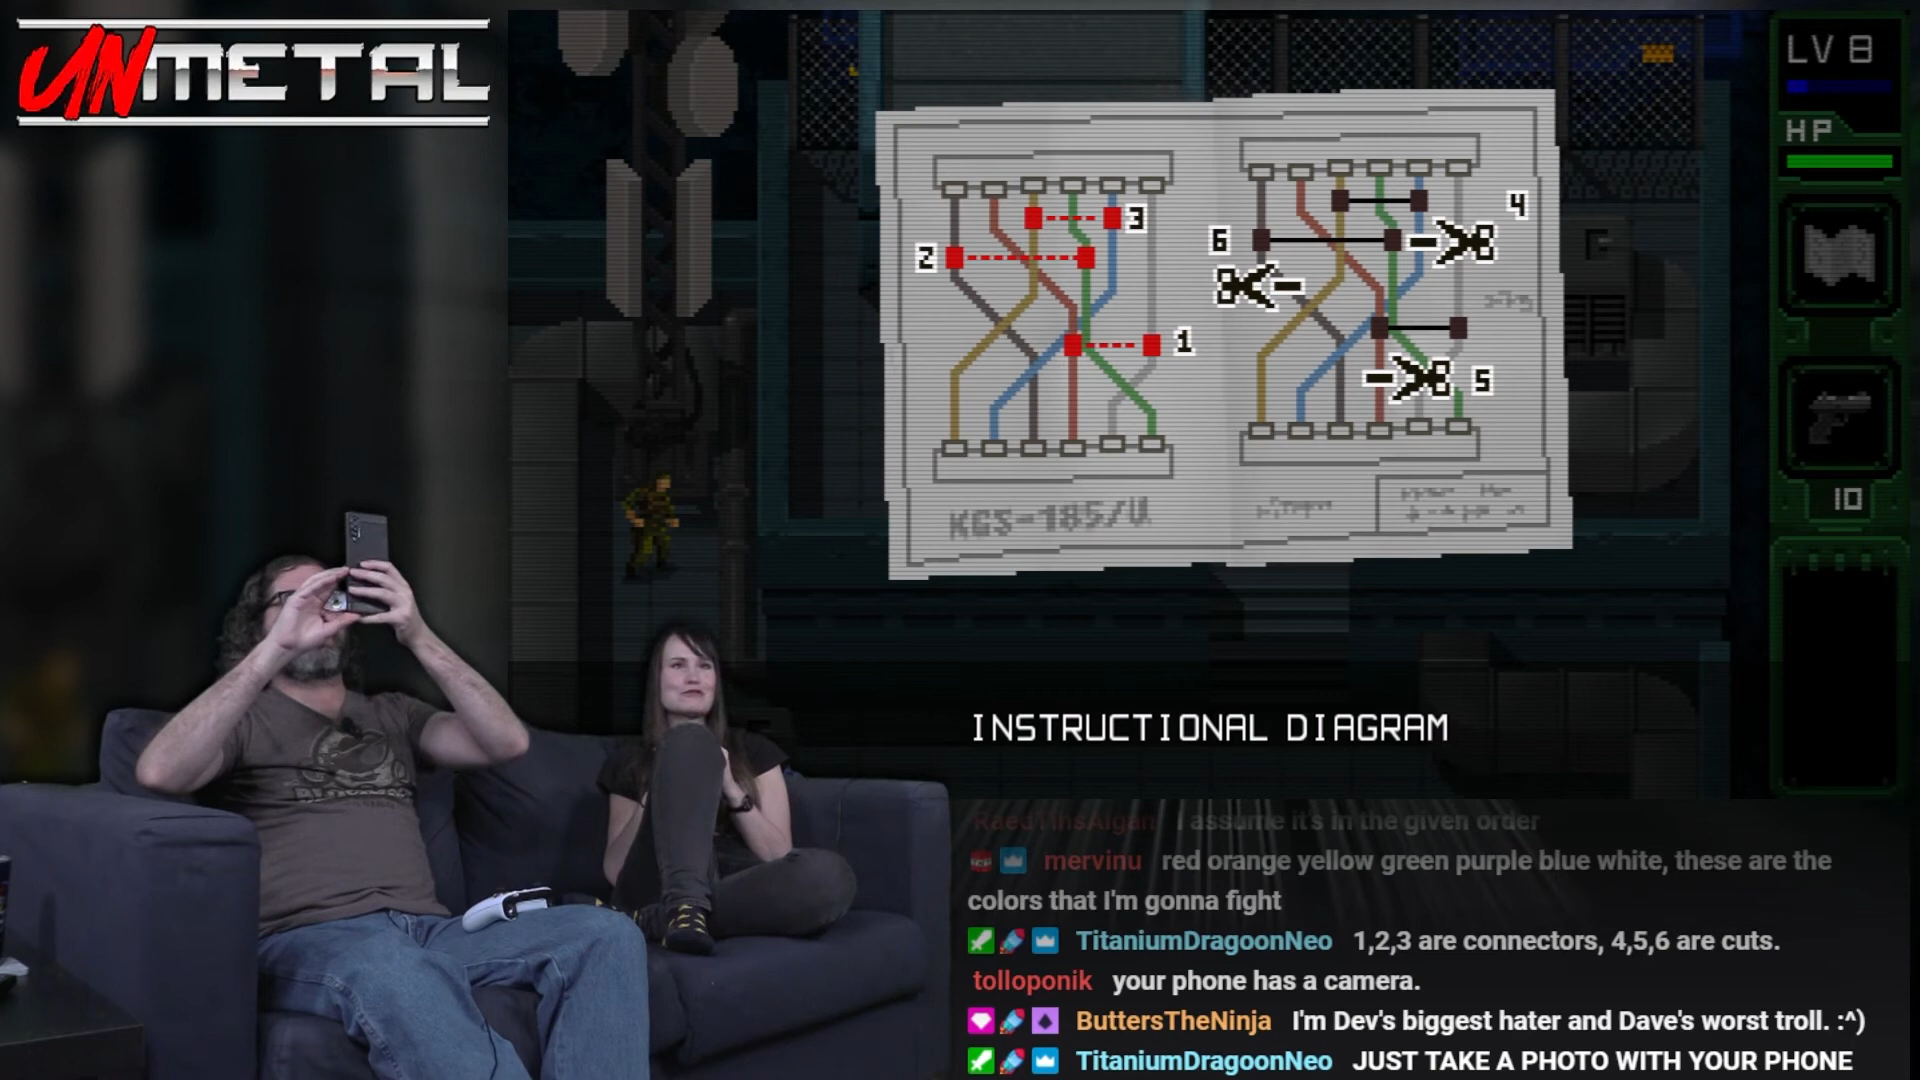 UNMETAL
LV 8
HP
3
2
1
4
6
5
KGS-185/U
10
INSTRUCTIONAL DIAGRAM
RaedTihsAlgan I assume it's in the given order
mervinu red orange yellow green purple blue white, these are the
colors that I'm gonna fight
TitaniumDragoonNeo 1,2,3 are connectors, 4,5,6 are cuts.
tolloponik your phone has a camera.
ButtersTheNinja I'm Dev's biggest hater and Dave's worst troll. :^)
TitaniumDragoonNeo JUST TAKE A PHOTO WITH YOUR PHONE